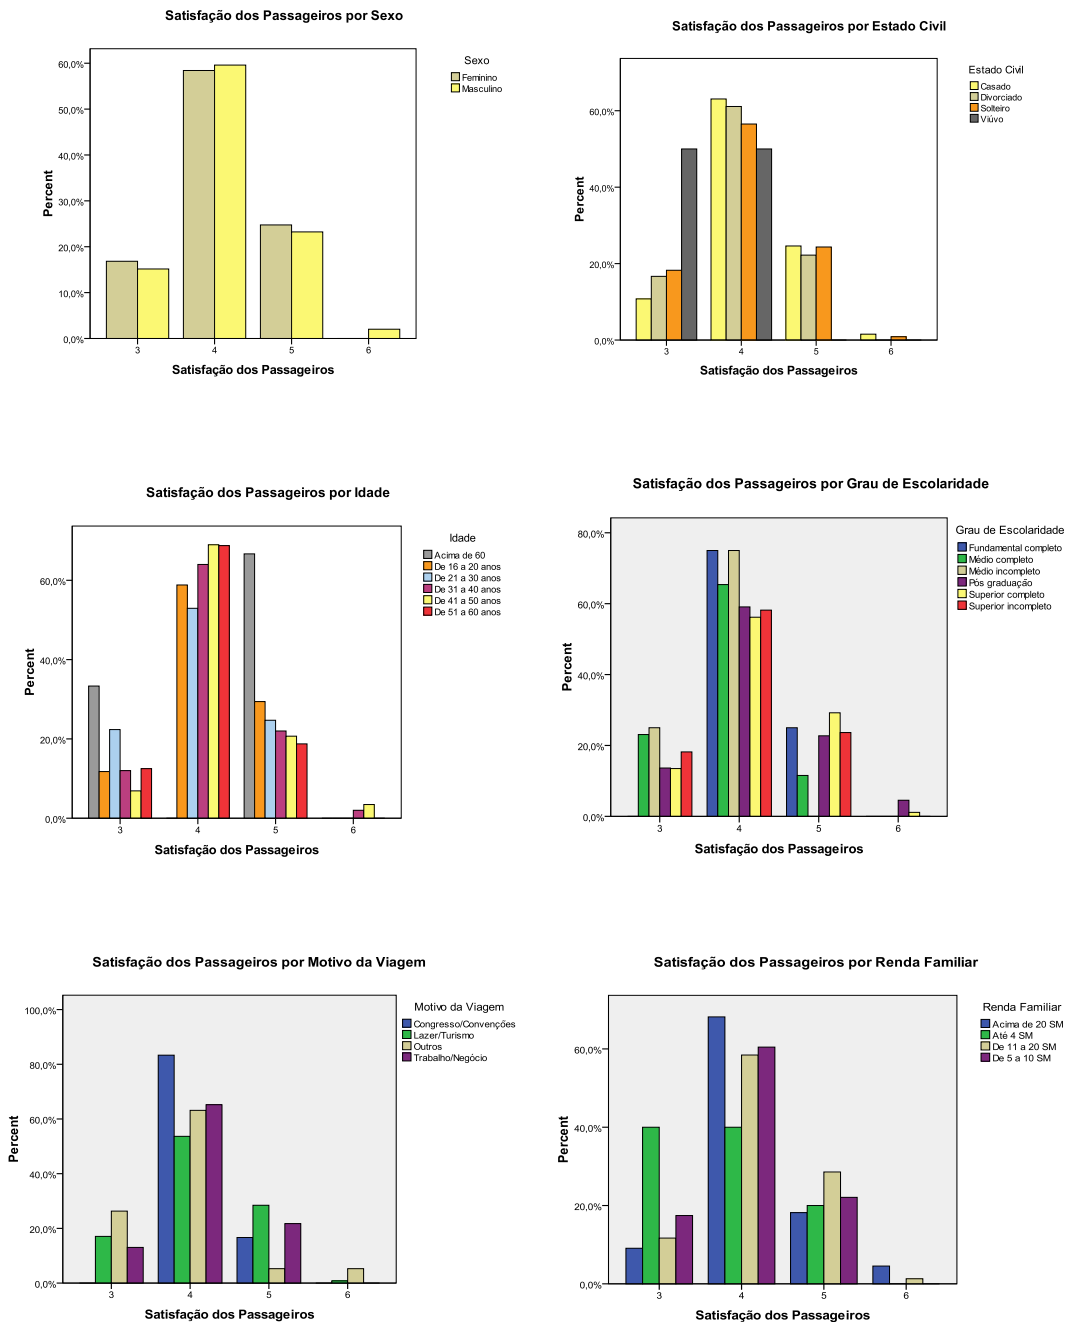 Satisfação dos Passageiros por Sexo
Sexo
Feminino
Masculino
60,0%
50,0%
40,0%
30,0%
20,0%
10,0%
0,0%
Percent
3 4 5 6
Satisfação dos Passageiros
Satisfação dos Passageiros por Estado Civil
Estado Civil
Casado
Divorciado
Solteiro
Viúvo
60,0%
40,0%
20,0%
0,0%
Percent
3 4 5 6
Satisfação dos Passageiros
Satisfação dos Passageiros por Idade
Idade
Acima de 60
De 16 a 20 anos
De 21 a 30 anos
De 31 a 40 anos
De 41 a 50 anos
De 51 a 60 anos
60,0%
40,0%
20,0%
0,0%
Percent
3 4 5 6
Satisfação dos Passageiros
Satisfação dos Passageiros por Grau de Escolaridade
Grau de Escolaridade
Fundamental completo
Médio completo
Médio incompleto
Pós graduação
Superior completo
Superior incompleto
80,0%
60,0%
40,0%
20,0%
0,0%
Percent
3 4 5 6
Satisfação dos Passageiros
Satisfação dos Passageiros por Motivo da Viagem
Motivo da Viagem
Congresso/Convenções
Lazer/Turismo
Outros
Trabalho/Negócio
100,0%
80,0%
60,0%
40,0%
20,0%
0,0%
Percent
3 4 5 6
Satisfação dos Passageiros
Satisfação dos Passageiros por Renda Familiar
Renda Familiar
Acima de 20 SM
Até 4 SM
De 11 a 20 SM
De 5 a 10 SM
60,0%
40,0%
20,0%
0,0%
Percent
3 4 5 6
Satisfação dos Passageiros